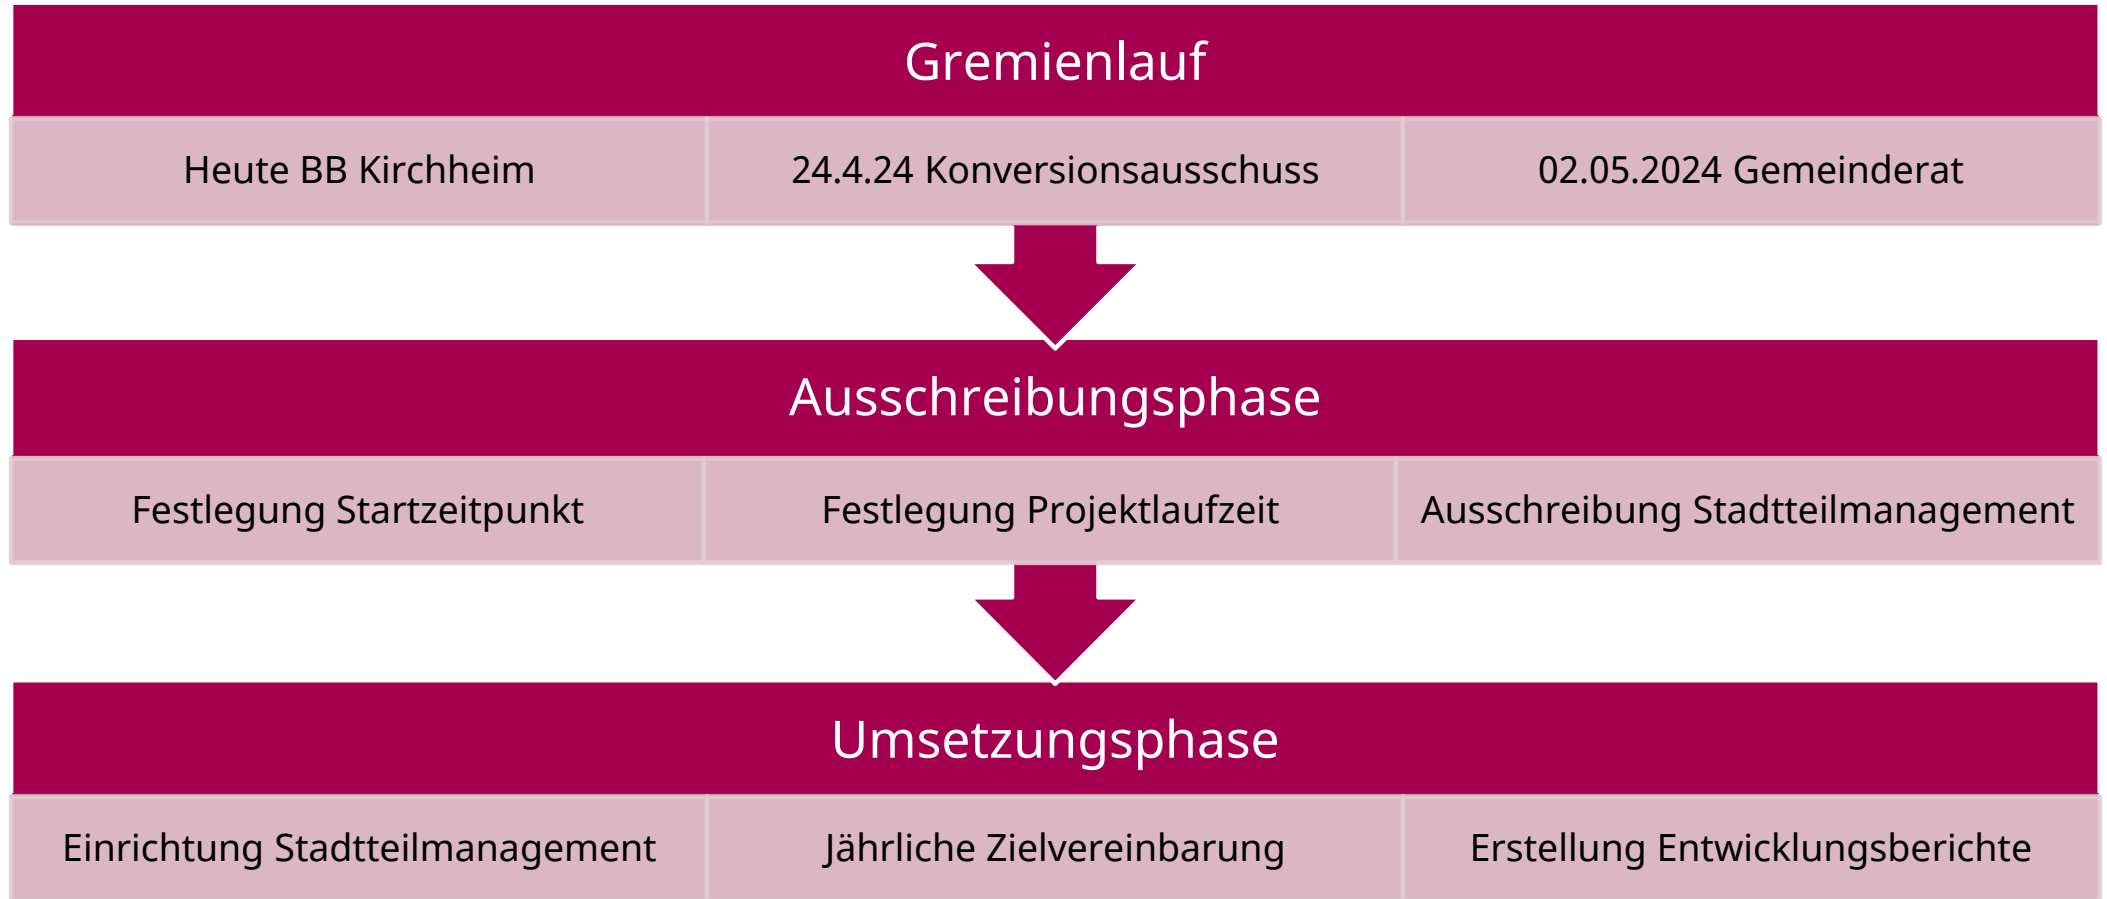 Gremienlauf
Heute BB Kirchheim
24.4.24 Konversionsausschuss
02.05.2024 Gemeinderat
Ausschreibungsphase
Festlegung Startzeitpunkt
Festlegung Projektlaufzeit
Ausschreibung Stadtteilmanagement
Umsetzungsphase
Einrichtung Stadtteilmanagement
Jährliche Zielvereinbarung
Erstellung Entwicklungsberichte